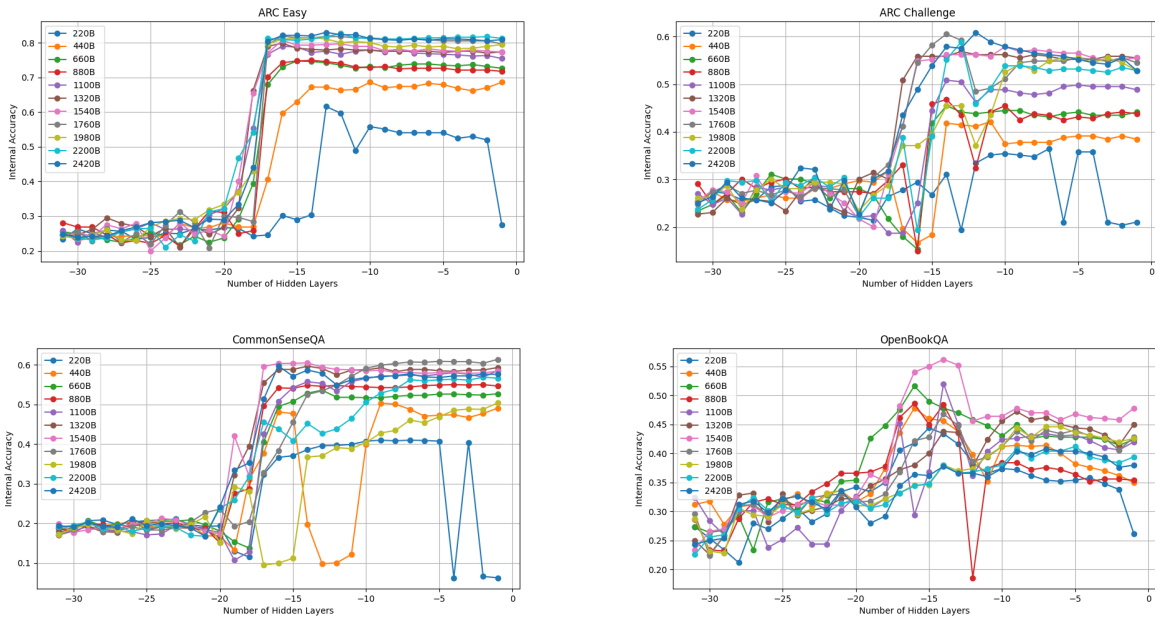 ARC Easy
Internal Accuracy
0.8
0.7
0.6
0.5
0.4
0.3
0.2
220B
440B
660B
880B
1100B
1320B
1540B
1760B
1980B
2200B
2420B
−30
−25
−20
−15
−10
−5
0
Number of Hidden Layers
ARC Challenge
Internal Accuracy
0.6
0.5
0.4
0.3
0.2
220B
440B
660B
880B
1100B
1320B
1540B
1760B
1980B
2200B
2420B
−30
−25
−20
−15
−10
−5
0
Number of Hidden Layers
CommonSenseQA
Internal Accuracy
0.6
0.5
0.4
0.3
0.2
0.1
220B
440B
660B
880B
1100B
1320B
1540B
1760B
1980B
2200B
2420B
−30
−25
−20
−15
−10
−5
0
Number of Hidden Layers
OpenBookQA
Internal Accuracy
0.55
0.50
0.45
0.40
0.35
0.30
0.25
0.20
220B
440B
660B
880B
1100B
1320B
1540B
1760B
1980B
2200B
2420B
−30
−25
−20
−15
−10
−5
0
Number of Hidden Layers